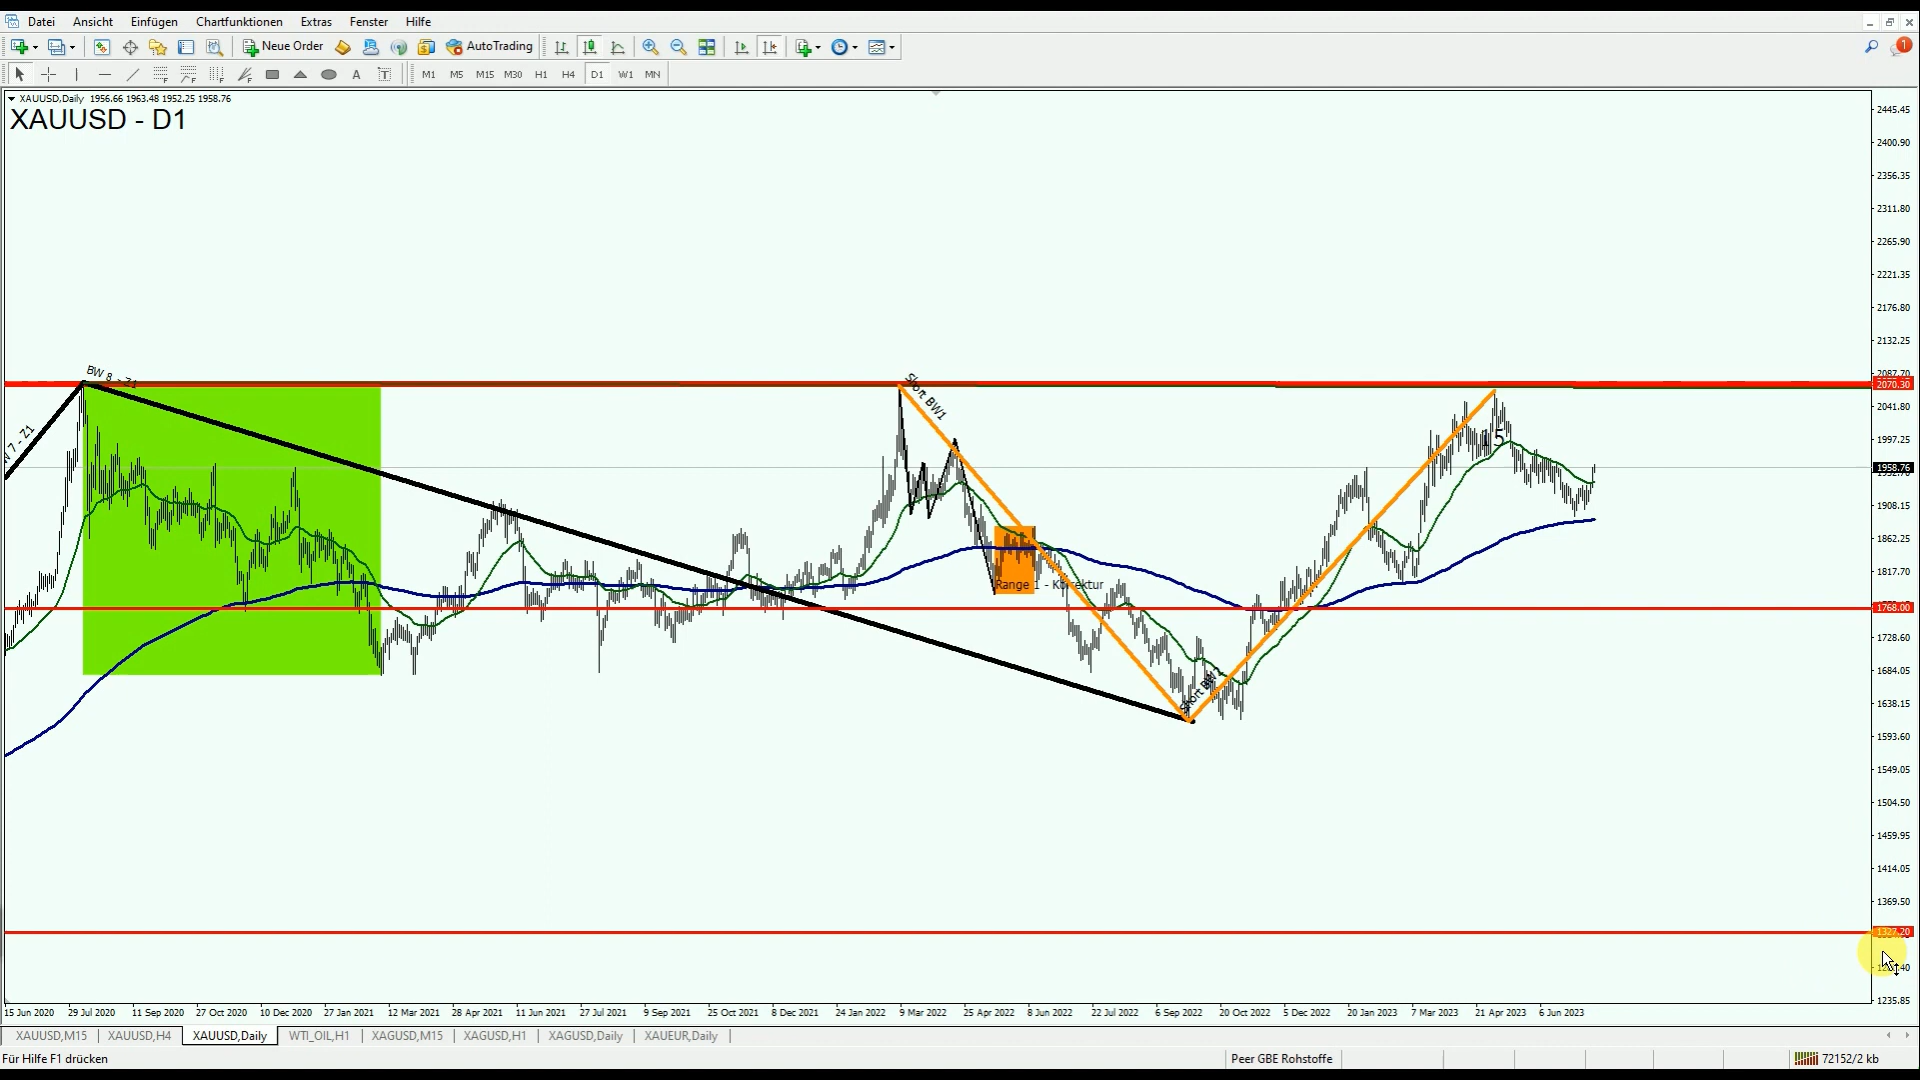 Datei Ansicht Einfügen Chartfunktionen Extras Fenster Hilfe
Neue Order AutoTrading 1
A T M1 M5 M15 M30 H1 H4 D1 W1 MN
XAUUSD,Daily 1956.66 1963.48 1952.25 1958.76
XAUUSD - D1
2445.45
2400.90
2356.35
2311.80
2265.90
2221.35
2176.80
2132.25
BW 8 - Z1
Short BW1
2070.30
2041.80
7 - Z1
15
1997.25
1958.76
1908.15
1862.25
1817.70
Range 1 - Korrektur
1768.00
1728.60
1684.05
Short
1638.15
1593.60
1549.05
1504.50
1459.95
1414.05
1369.50
1327.20
1235.85
15 Jun 2020 29 Jul 2020 11 Sep 2020 27 Oct 2020 10 Dec 2020 27 Jan 2021 12 Mar 2021 28 Apr 2021 11 Jun 2021 27 Jul 2021 9 Sep 2021 25 Oct 2021 8 Dec 2021 24 Jan 2022 9 Mar 2022 25 Apr 2022 8 Jun 2022 22 Jul 2022 6 Sep 2022 20 Oct 2022 5 Dec 2022 20 Jan 2023 7 Mar 2023 21 Apr 2023 6 Jun 2023
XAUUSD,M15 XAUUSD,H4 XAUUSD,Daily WTI_OIL,H1 XAGUSD,M15 XAGUSD,H1 XAGUSD,Daily XAUEUR,Daily
Für Hilfe F1 drücken Peer GBE Rohstoffe 72152/2 kb